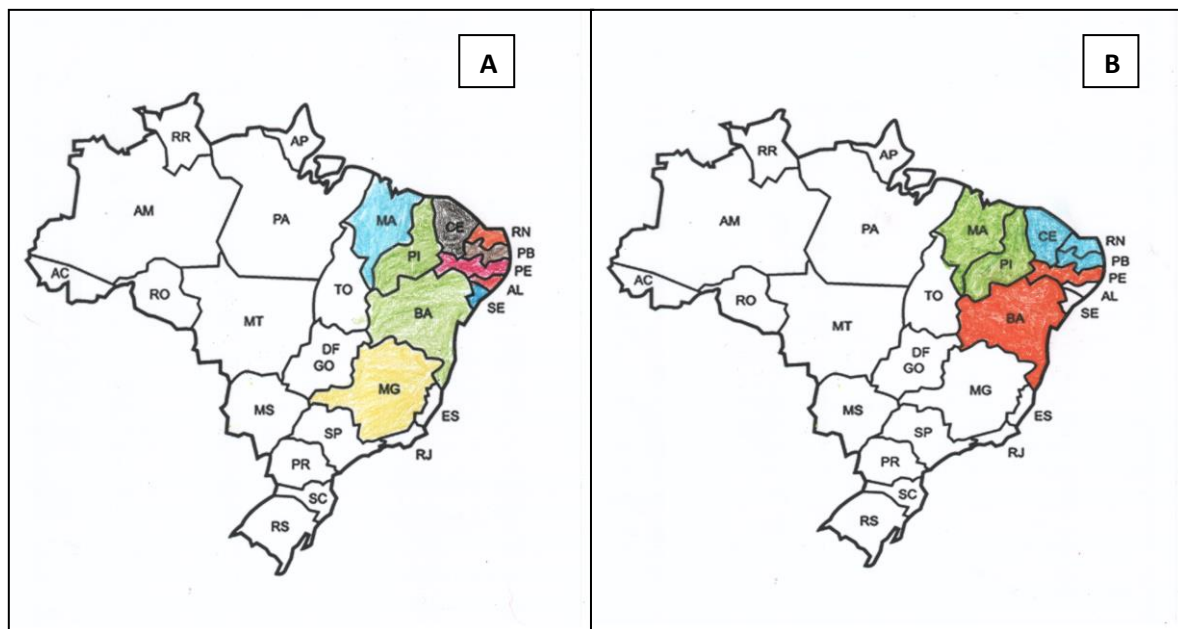 A
RR
AP
AM
PA
MA
CE
RN
PB
PI
PE
AC
AL
TO
SE
RO
BA
MT
DF
GO
MG
MS
ES
SP
RJ
PR
SC
RS
B
RR
AP
AM
PA
MA
CE
RN
PB
PI
PE
AC
AL
TO
SE
RO
BA
MT
DF
GO
MG
MS
ES
SP
RJ
PR
SC
RS